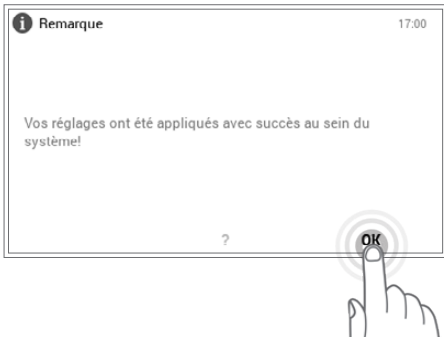 i Remarque 17:00
Vos réglages ont été appliqués avec succès au sein du
système!
? OK